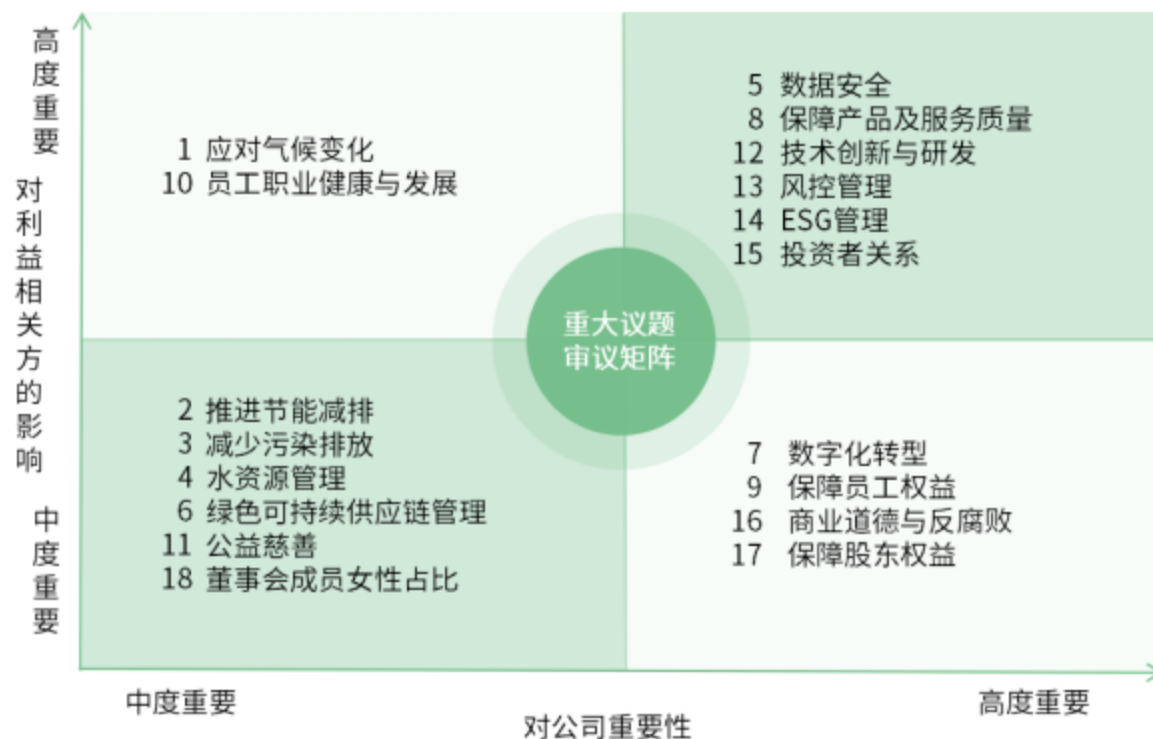 高度重要
对利益相关方的影响
中度重要
1 应对气候变化
10 员工职业健康与发展
5 数据安全
8 保障产品及服务质量
12 技术创新与研发
13 风控管理
14 ESG管理
15 投资者关系
重大议题
审议矩阵
2 推进节能减排
3 减少污染排放
4 水资源管理
6 绿色可持续供应链管理
11 公益慈善
18 董事会成员女性占比
7 数字化转型
9 保障员工权益
16 商业道德与反腐败
17 保障股东权益
中度重要
对公司重要性
高度重要